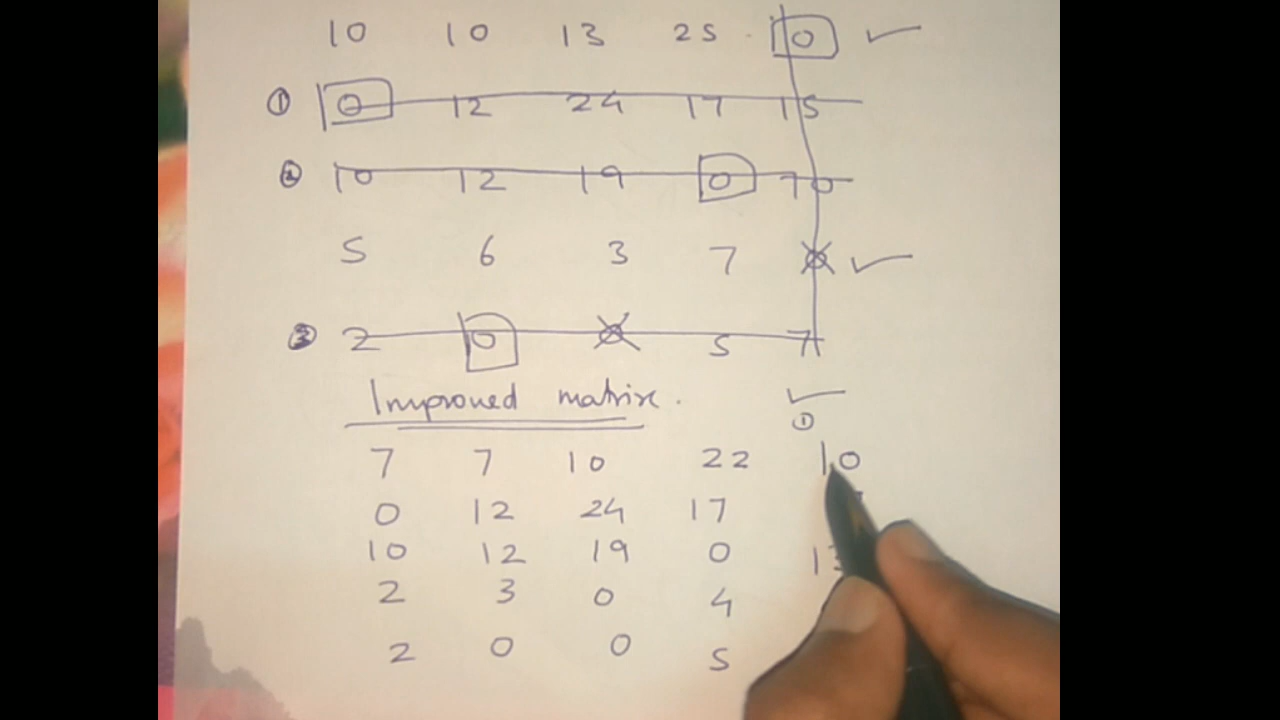 10 10 13 25 0
① 0 12 24 17 15
② 10 12 19 0 70
5 6 3 7 0
③ 2 0 0 5 7
Improved matrix.
①
7 7 10 22 10
0 12 24 17
10 12 19 0
2 3 0 4
2 0 0 5